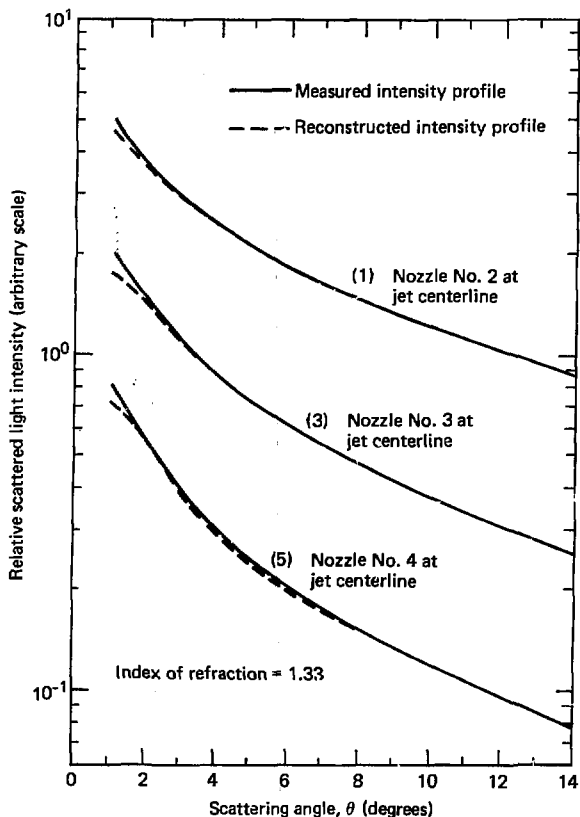 10^1
Measured intensity profile
Reconstructed intensity profile
Relative scattered light intensity (arbitrary scale)
(1) Nozzle No. 2 at
jet centerline
10^0
(3) Nozzle No. 3 at
jet centerline
(5) Nozzle No. 4 at
jet centerline
Index of refraction = 1.33
10^-1
0 2 4 6 8 10 12 14
Scattering angle, θ (degrees)